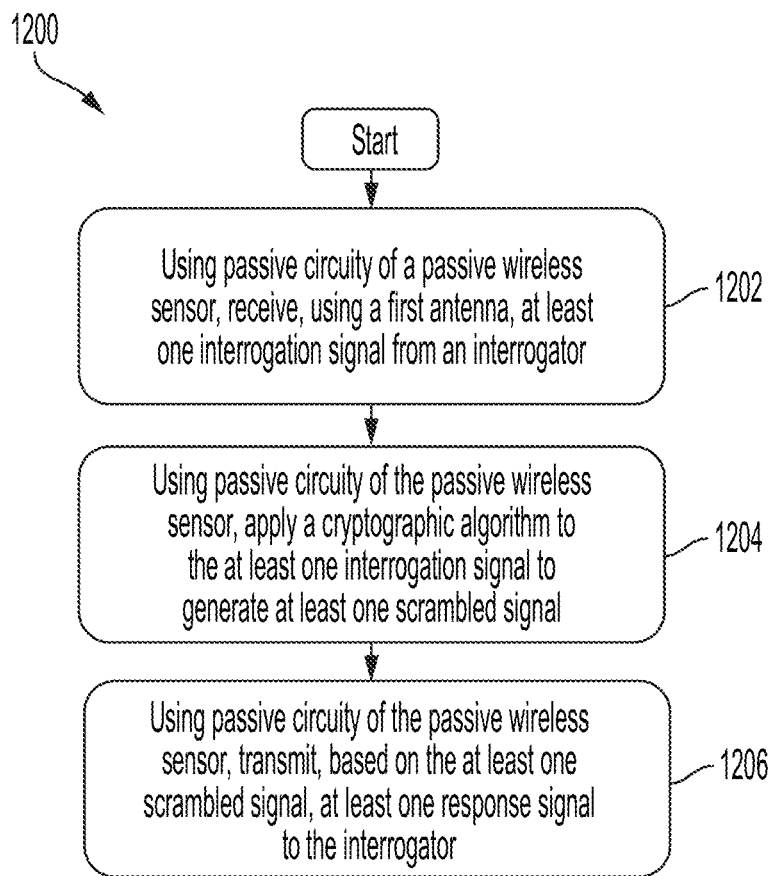 1200
Start
Using passive circuity of a passive wireless
sensor, receive, using a first antenna, at least
one interrogation signal from an interrogator
1202
Using passive circuity of the passive wireless
sensor, apply a cryptographic algorithm to
the at least one interrogation signal to
generate at least one scrambled signal
1204
Using passive circuity of the passive wireless
sensor, transmit, based on the at least one
scrambled signal, at least one response signal
to the interrogator
1206